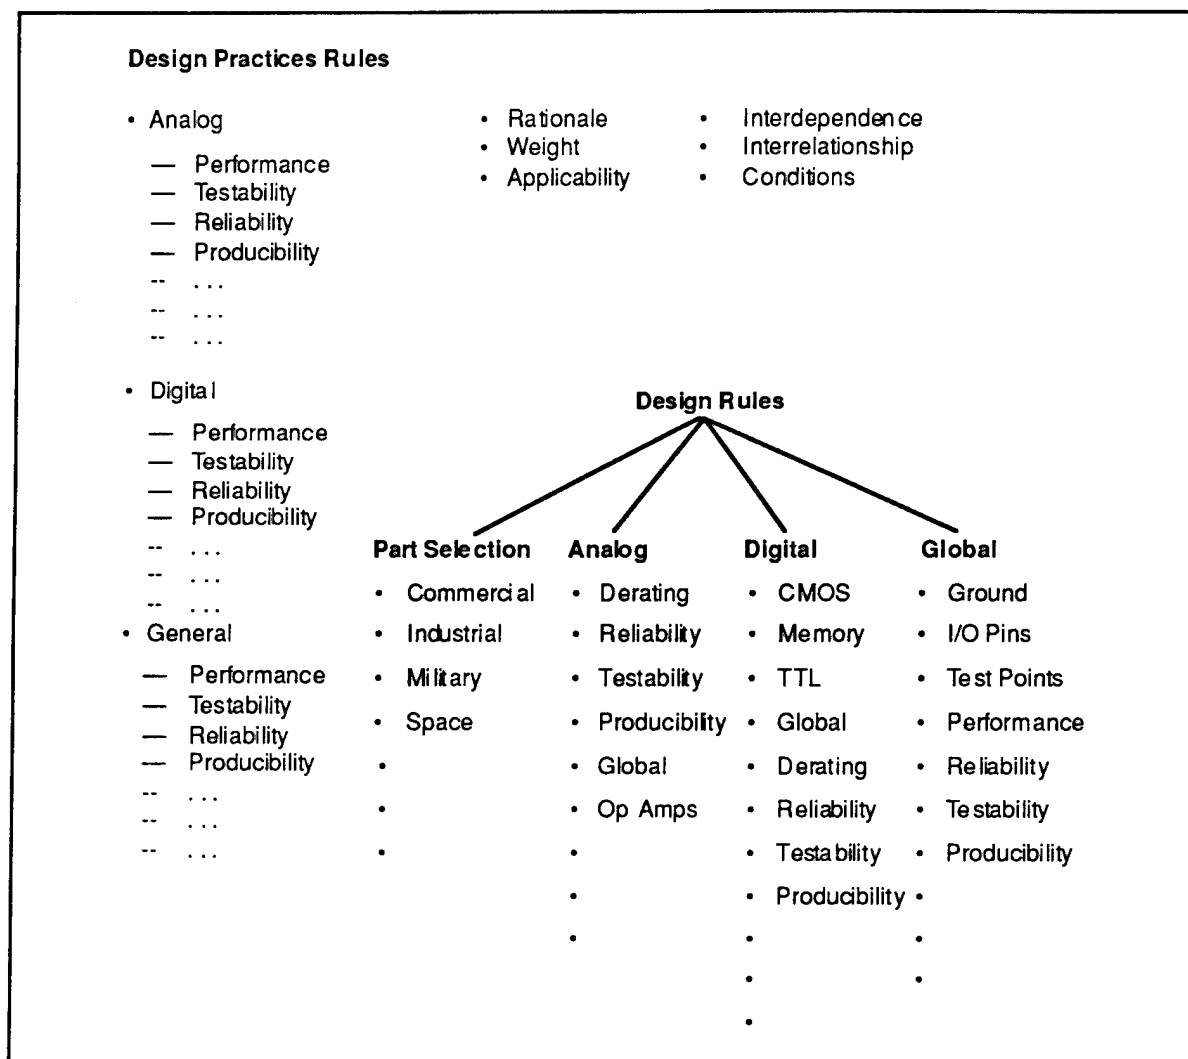 Design Practices Rules
• Analog
— Performance
— Testability
— Reliability
— Producibility
-- . . .
-- . . .
-- . . .
• Rationale
• Weight
• Applicability
• Interdependence
• Interrelationship
• Conditions
• Digital
— Performance
— Testability
— Reliability
— Producibility
-- . . .
-- . . .
-- . . .
• General
— Performance
— Testability
— Reliability
— Producibility
-- . . .
-- . . .
-- . . .
Design Rules
Part Selection
• Commercial
• Industrial
• Military
• Space
•
•
•
Analog
• Derating
• Reliability
• Testability
• Producibility
• Global
• Op Amps
•
•
•
Digital
• CMOS
• Memory
• TTL
• Global
• Derating
• Reliability
• Testability
• Producibility
•
•
•
Global
• Ground
• I/O Pins
• Test Points
• Performance
• Reliability
• Testability
• Producibility
•
•
•